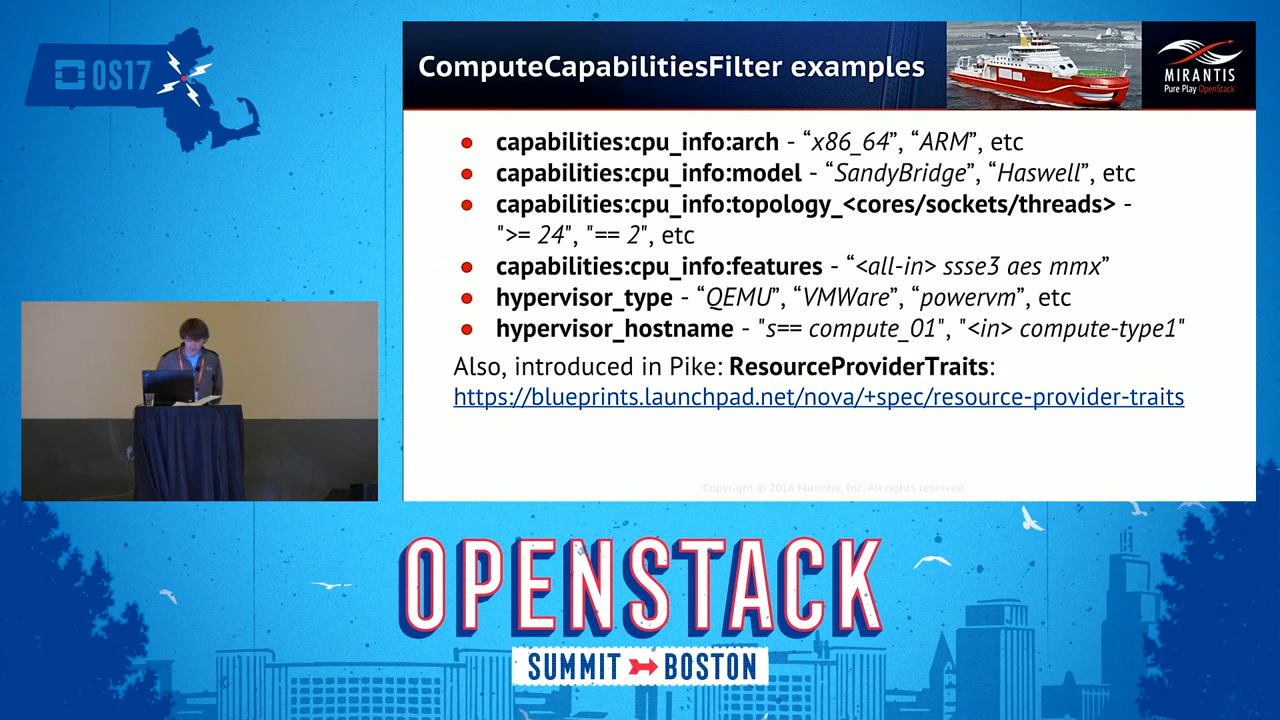 OS17
ComputeCapabilitiesFilter examples
MIRANTIS
Pure Play OpenStack
capabilities:cpu_info:arch - “x86_64”, “ARM”, etc
capabilities:cpu_info:model - “SandyBridge”, “Haswell”, etc
capabilities:cpu_info:topology_<cores/sockets/threads> -
">= 24", "== 2", etc
capabilities:cpu_info:features - “<all-in> ssse3 aes mmx”
hypervisor_type - “QEMU”, “VMWare”, “powervm”, etc
hypervisor_hostname - "s== compute_01", "<in> compute-type1"
Also, introduced in Pike: ResourceProviderTraits:
https://blueprints.launchpad.net/nova/+spec/resource-provider-traits
Copyright © 2016 Mirantis, Inc. All rights reserved
OPENSTACK
SUMMIT BOSTON